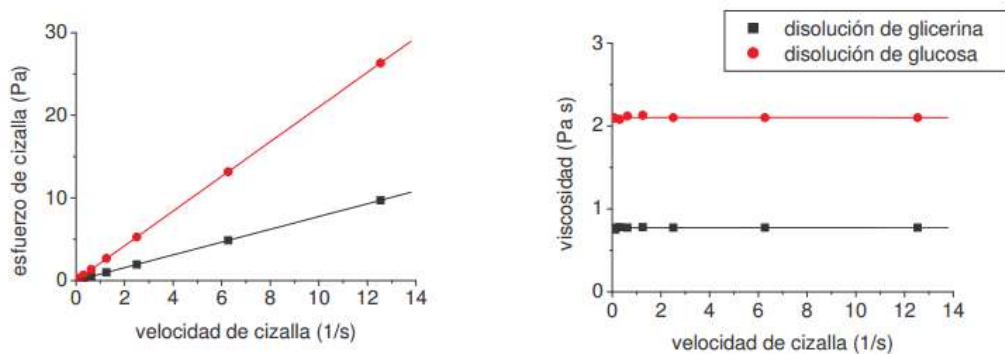 30
20
10
0
esfuerzo de cizalla (Pa)
0 2 4 6 8 10 12 14
velocidad de cizalla (1/s)
disolución de glicerina
disolución de glucosa
3
2
1
0
viscosidad (Pa s)
0 2 4 6 8 10 12 14
velocidad de cizalla (1/s)